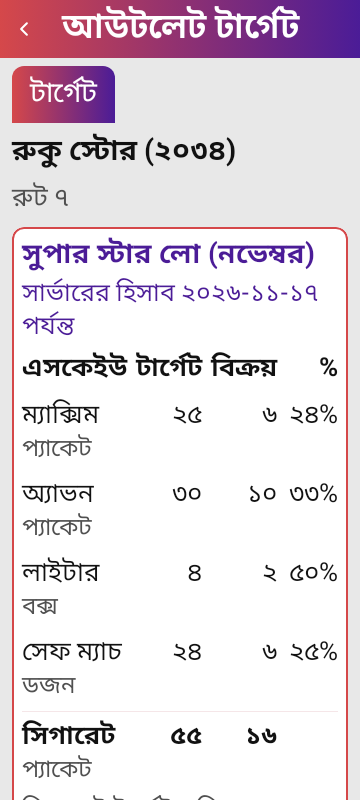 আউটলেট টার্গেট
টার্গেট
রুকু স্টোর (২০৩৪)
রুট ৭
সুপার স্টার লো (নভেম্বর)
সার্ভারের হিসাব ২০২৬-১১-১৭
পর্যন্ত
এসকেইউ টার্গেট বিক্রয় %
ম্যাক্সিম ২৫ ৬ ২৪%
প্যাকেট
অ্যাভন ৩০ ১০ ৩৩%
প্যাকেট
লাইটার ৪ ২ ৫০%
বক্স
সেফ ম্যাচ ২৪ ৬ ২৫%
ডজন
সিগারেট ৫৫ ১৬
প্যাকেট